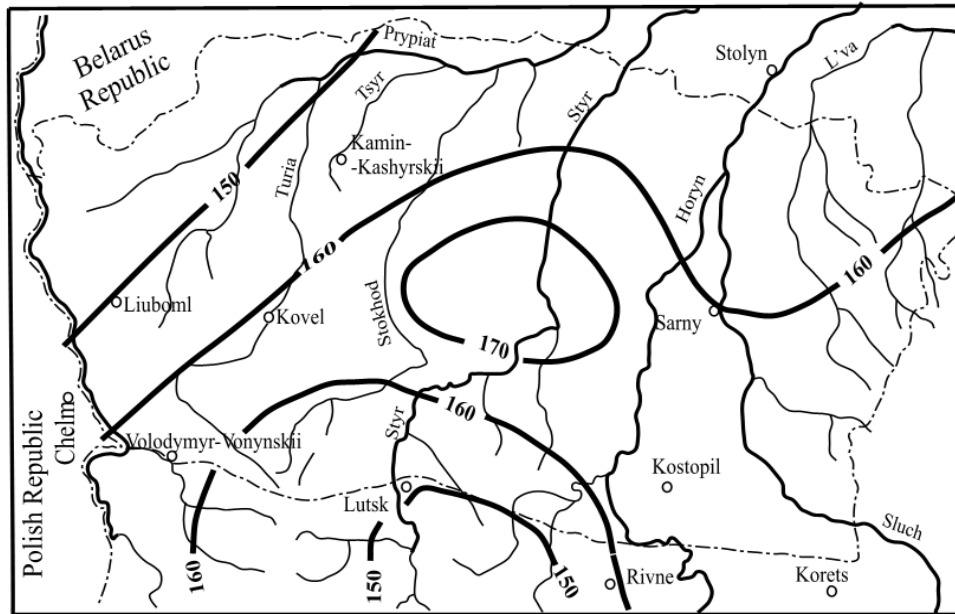 Belarus
Republic
Prypiat
Stolyn
L'va
Tsyr
Styr
Kamin-
-Kashyrskii
Turia
150
Horyn
160
160
Liuboml
Kovel
Stokhod
Sarny
170
Chelm
160
Styr
Volodymyr-Vonynskii
Kostopil
Lutsk
Sluch
Polish Republic
160
150
150
Rivne
Korets